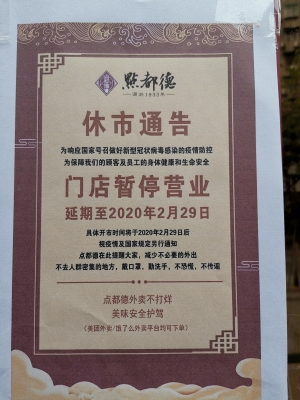 點都德
源自1933年
休市通告
为响应国家号召做好新型冠状病毒感染的疫情防控
为保障我们的顾客及员工的身体健康和生命安全
门店暂停营业
延期至2020年2月29日
具体开市时间将于2020年2月29日后
视疫情及国家规定另行通知
点都德在此提醒大家，减少不必要的外出
不去人群密集的地方，戴口罩，勤洗手，不恐慌，不传谣
点都德外卖不打烊
美味安全护驾
（美团外卖/饿了么外卖平台均可下单）